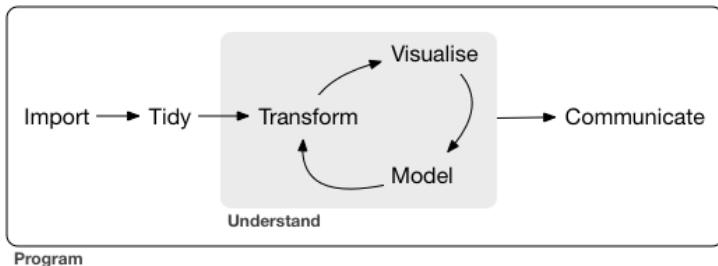 Visualise
Import
Tidy
Transform
Communicate
Model
Understand
Program